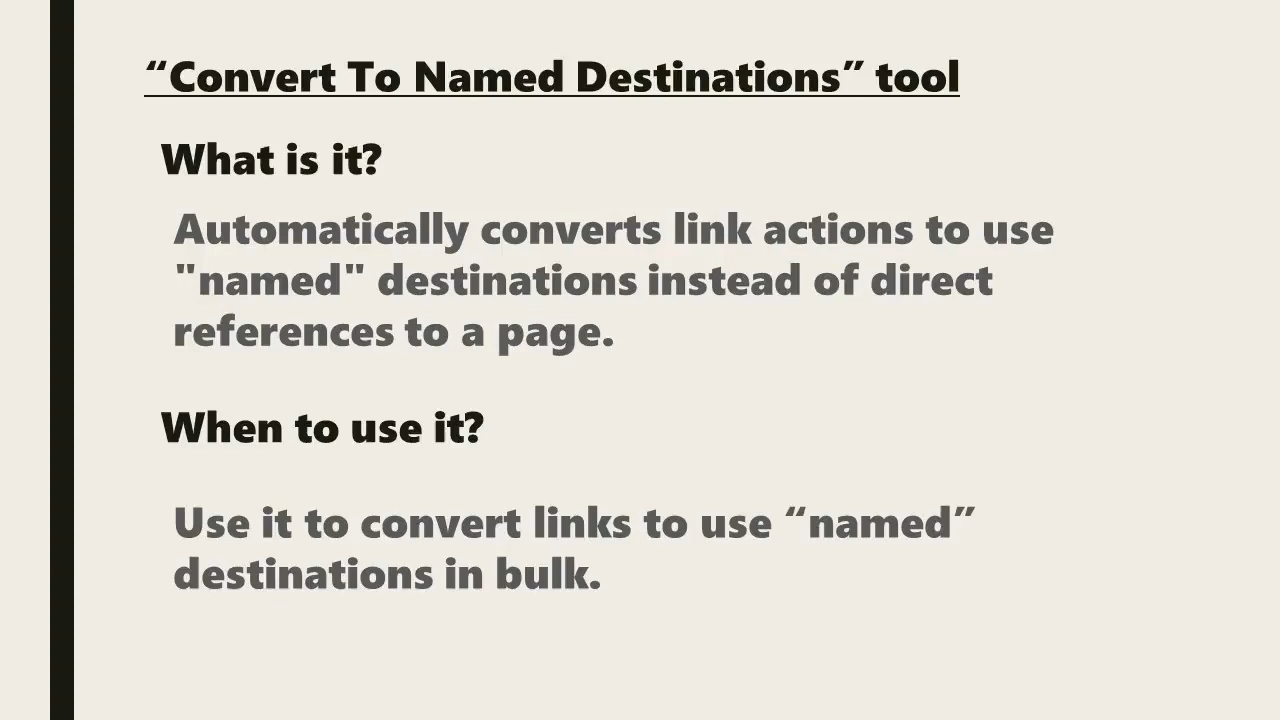 “Convert To Named Destinations” tool
What is it?
Automatically converts link actions to use
"named" destinations instead of direct
references to a page.
When to use it?
Use it to convert links to use “named”
destinations in bulk.